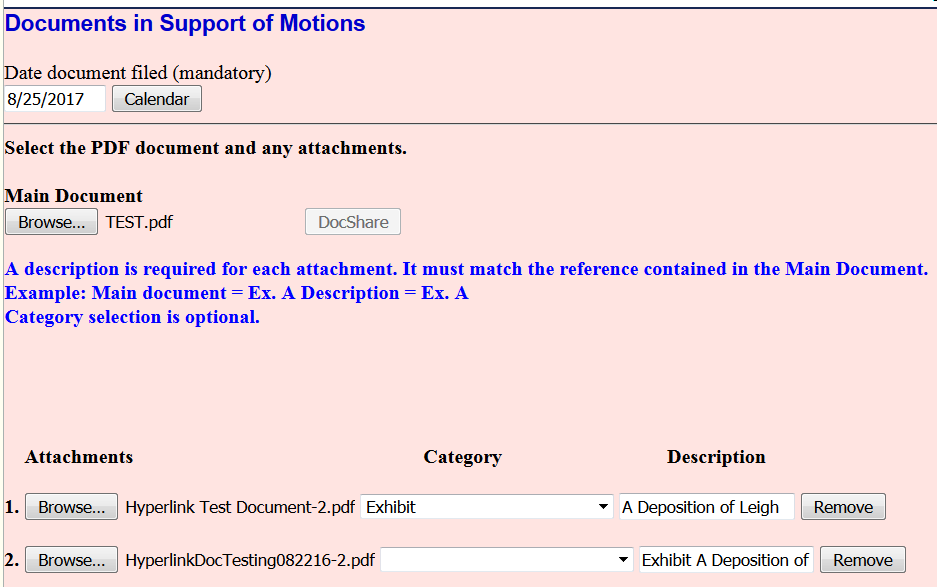 Documents in Support of Motions
Date document filed (mandatory)
8/25/2017 Calendar
Select the PDF document and any attachments.
Main Document
Browse... TEST.pdf DocShare
A description is required for each attachment. It must match the reference contained in the Main Document.
Example: Main document = Ex. A Description = Ex. A
Category selection is optional.
Attachments Category Description
1. Browse... Hyperlink Test Document-2.pdf Exhibit A Deposition of Leigh Remove
2. Browse... HyperlinkDocTesting082216-2.pdf Exhibit A Deposition of Remove